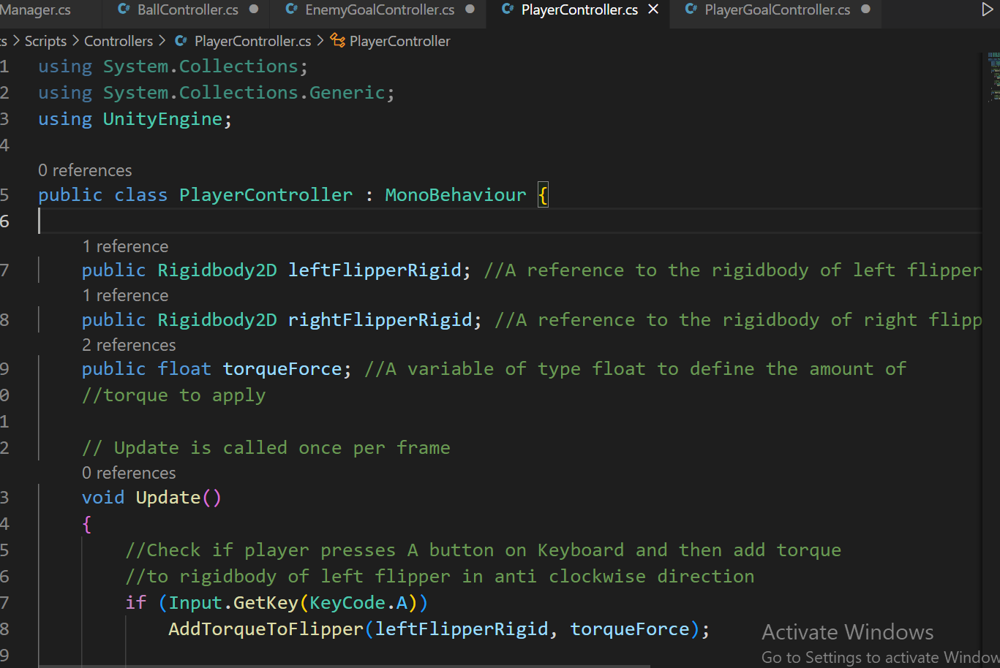 Manager.cs
C# BallController.cs
C# EnemyGoalController.cs
C# PlayerController.cs
C# PlayerGoalController.cs
Scripts > Controllers > C# PlayerController.cs > PlayerController
1 using System.Collections;
2 using System.Collections.Generic;
3 using UnityEngine;
4
0 references
5 public class PlayerController : MonoBehaviour {
6
1 reference
7 public Rigidbody2D leftFlipperRigid; //A reference to the rigidbody of left flipper
1 reference
8 public Rigidbody2D rightFlipperRigid; //A reference to the rigidbody of right flipp
2 references
9 public float torqueForce; //A variable of type float to define the amount of
0 //torque to apply
1
2 // Update is called once per frame
0 references
3 void Update()
4 {
5 //Check if player presses A button on Keyboard and then add torque
6 //to rigidbody of left flipper in anti clockwise direction
7 if (Input.GetKey(KeyCode.A))
8 AddTorqueToFlipper(leftFlipperRigid, torqueForce);
9
Activate Windows
Go to Settings to activate Window